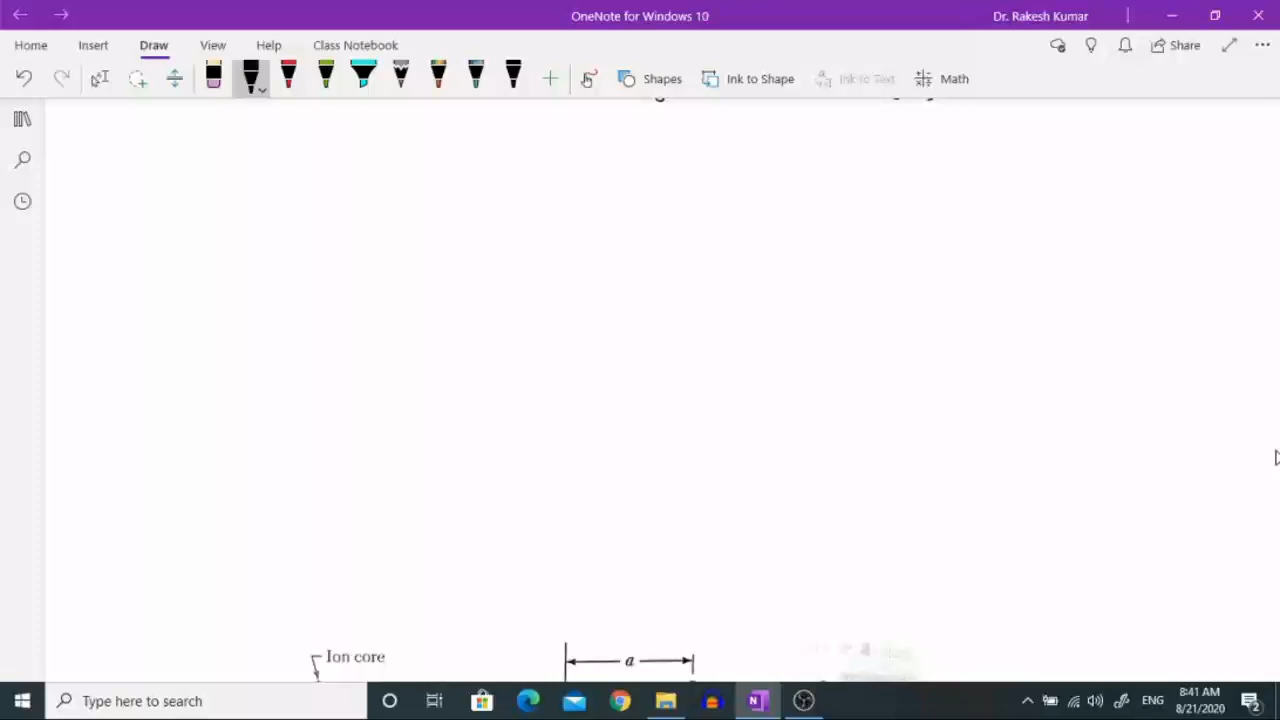 OneNote for Windows 10
Dr. Rakesh Kumar
Home Insert Draw View Help Class Notebook
Share
Shapes Ink to Shape Ink to Text Math
Ion core
a
Type here to search
ENG
8:41 AM
8/21/2020
2